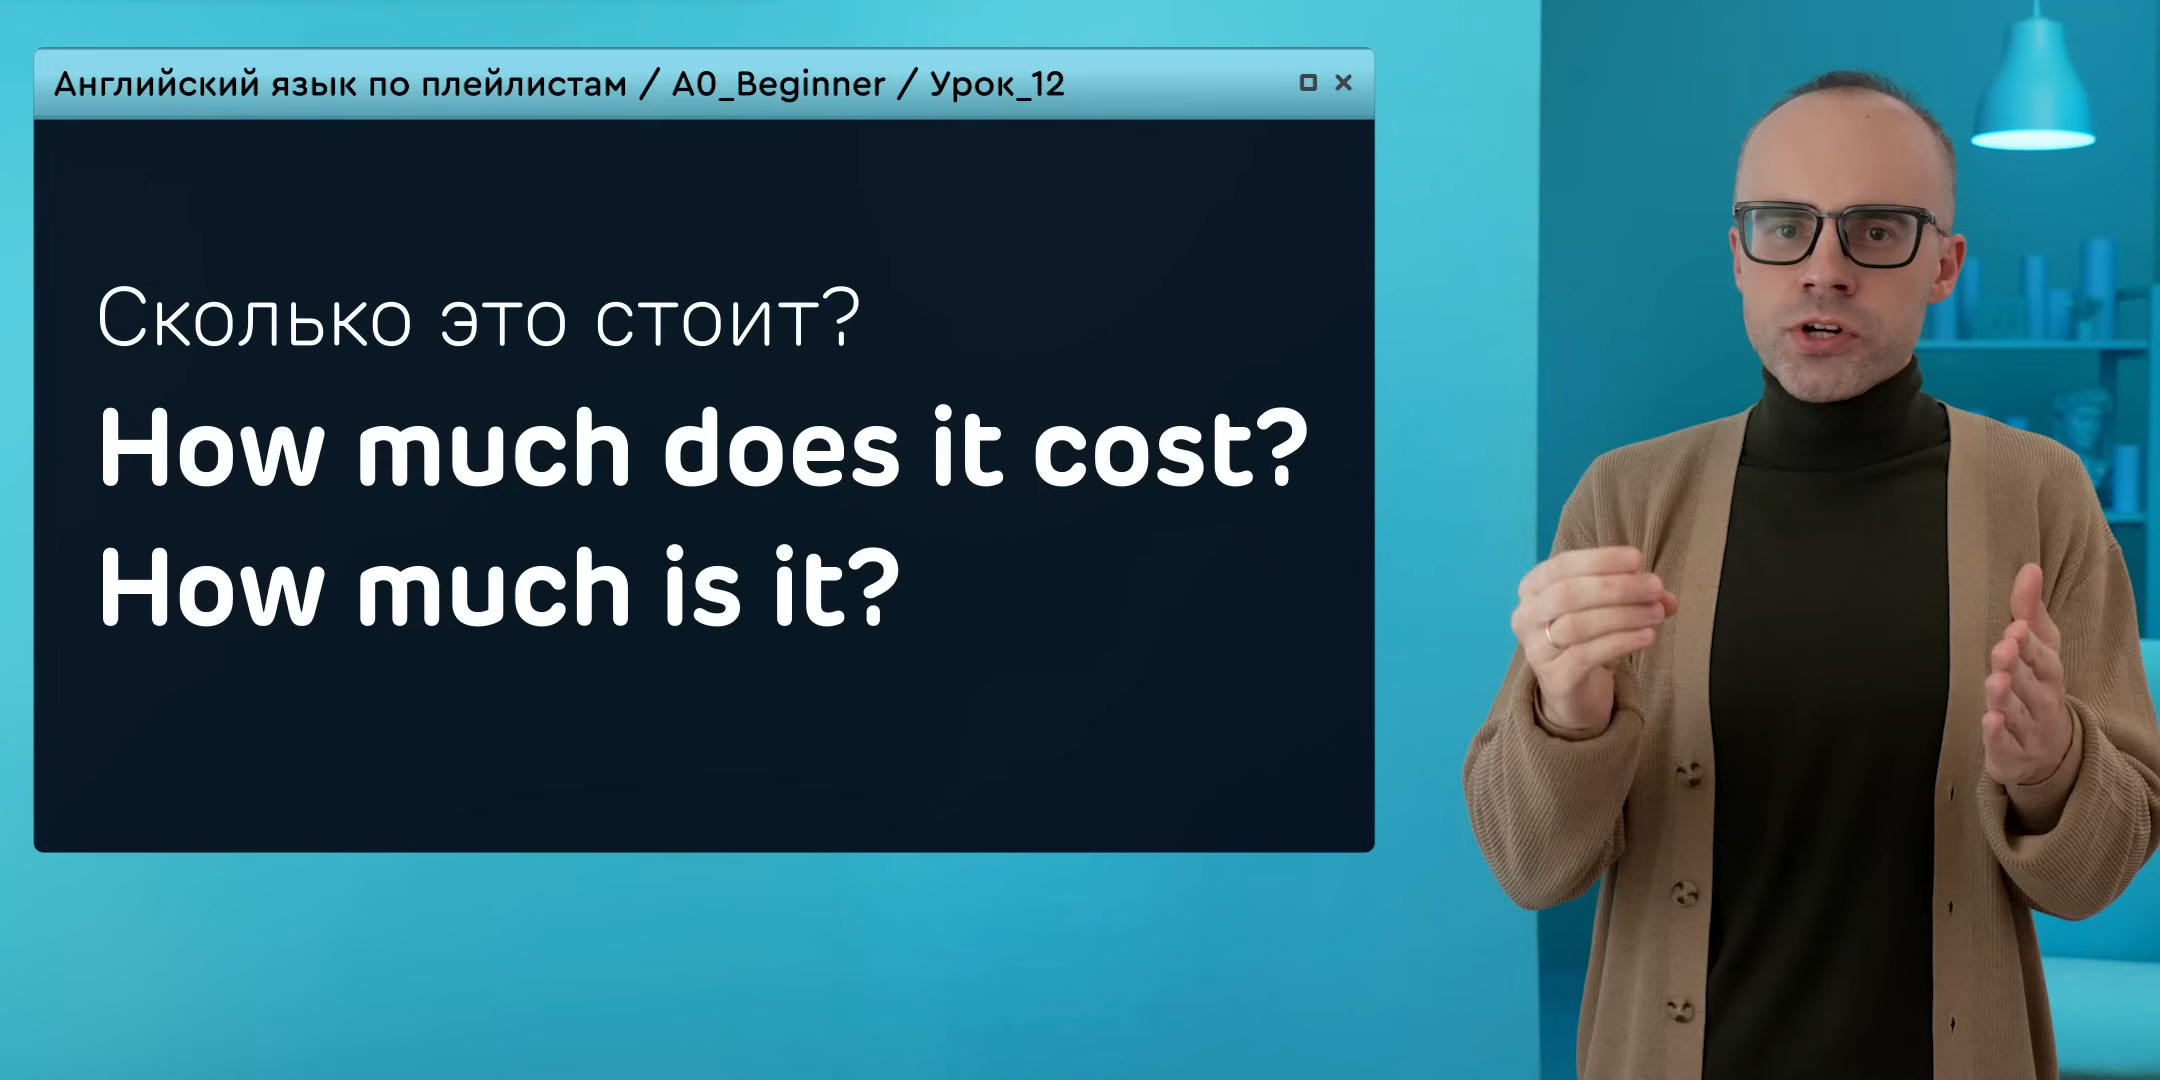 Английский язык по плейлистам / A0_Beginner / Урок_12
Сколько это стоит?
How much does it cost?
How much is it?